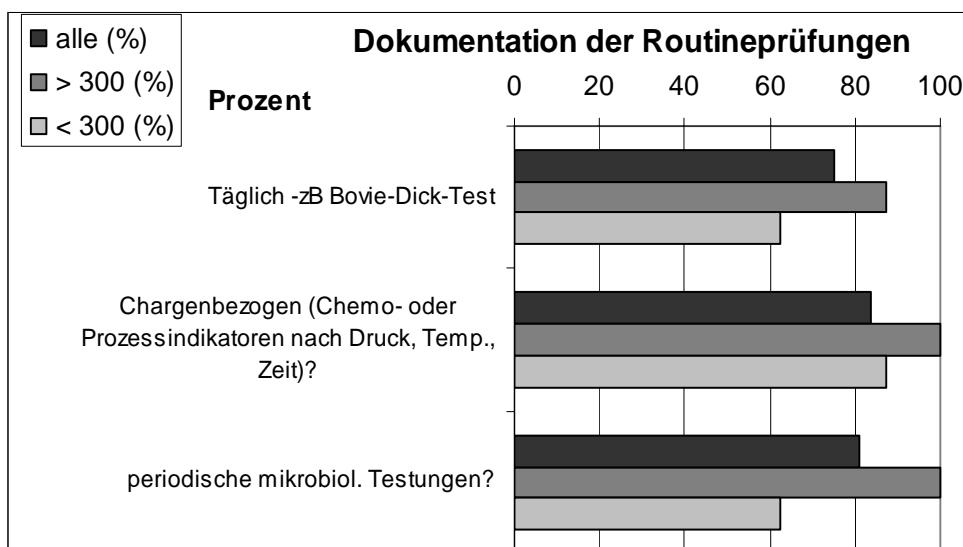 alle (%)
> 300 (%)
< 300 (%)
Dokumentation der Routineprüfungen
Prozent
0 20 40 60 80 100
Täglich -zB Bovie-Dick-Test
Chargenbezogen (Chemo- oder
Prozessindikatoren nach Druck, Temp.,
Zeit)?
periodische mikrobiol. Testungen?